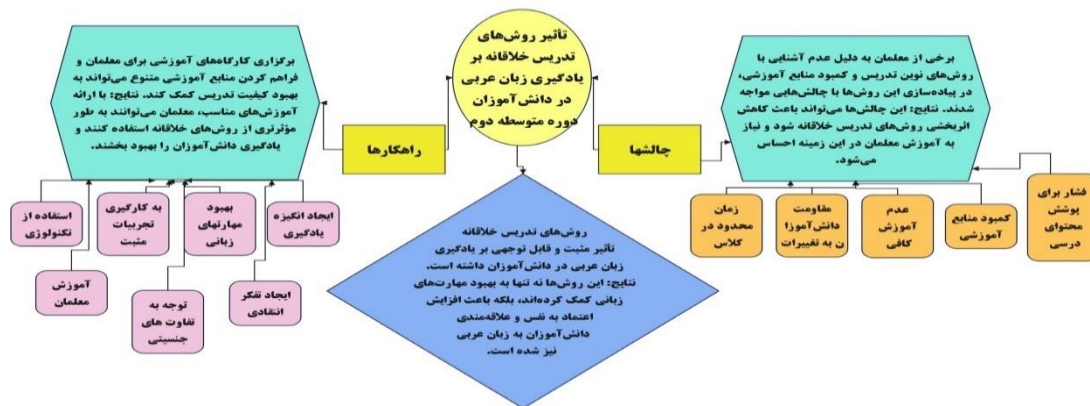 تأثیر روش‌های
تدریس خلاقانه بر
یادگیری زبان عربی
در دانش‌آموزان
دوره متوسطه دوم
چالشها
راهکارها
برخی از معلمان به دلیل عدم آشنایی با
روش‌های نوین تدریس و کمبود منابع آموزشی،
در پیاده‌سازی این روش‌ها با چالش‌هایی مواجه
شدند. نتایج: این چالش‌ها می‌تواند باعث کاهش
اثربخشی روش‌های تدریس خلاقانه شود و نیاز
به آموزش معلمان در این زمینه احساس
می‌شود.
فشار برای
پوشش
محتوای
درسی
کمبود منابع
آموزشی
عدم
آموزش
کافی
مقاومت
دانش‌آموزا
ن به تغییرات
زمان
محدود در
کلاس
برگزاری کارگاه‌های آموزشی برای معلمان و
فراهم کردن منابع آموزشی متنوع می‌تواند به
بهبود کیفیت تدریس کمک کند. نتایج: با ارائه
آموزش‌های مناسب، معلمان می‌توانند به طور
مؤثرتری از روش‌های خلاقانه استفاده کنند و
یادگیری دانش‌آموزان را بهبود بخشند.
ایجاد انگیزه
یادگیری
بهبود
مهارتهای
زبانی
به کارگیری
تجربیات
مثبت
استفاده از
تکنولوژی
ایجاد تفکر
انتقادی
توجه به
تفاوت های
جنسیتی
آموزش
معلمان
روش‌های تدریس خلاقانه
تأثیر مثبت و قابل توجهی بر یادگیری
زبان عربی در دانش‌آموزان داشته است.
نتایج: این روش‌ها نه تنها به بهبود مهارت‌های
زبانی کمک کرده‌اند، بلکه باعث افزایش
اعتماد به نفس و علاقه‌مندی
دانش‌آموزان به زبان عربی
نیز شده است.